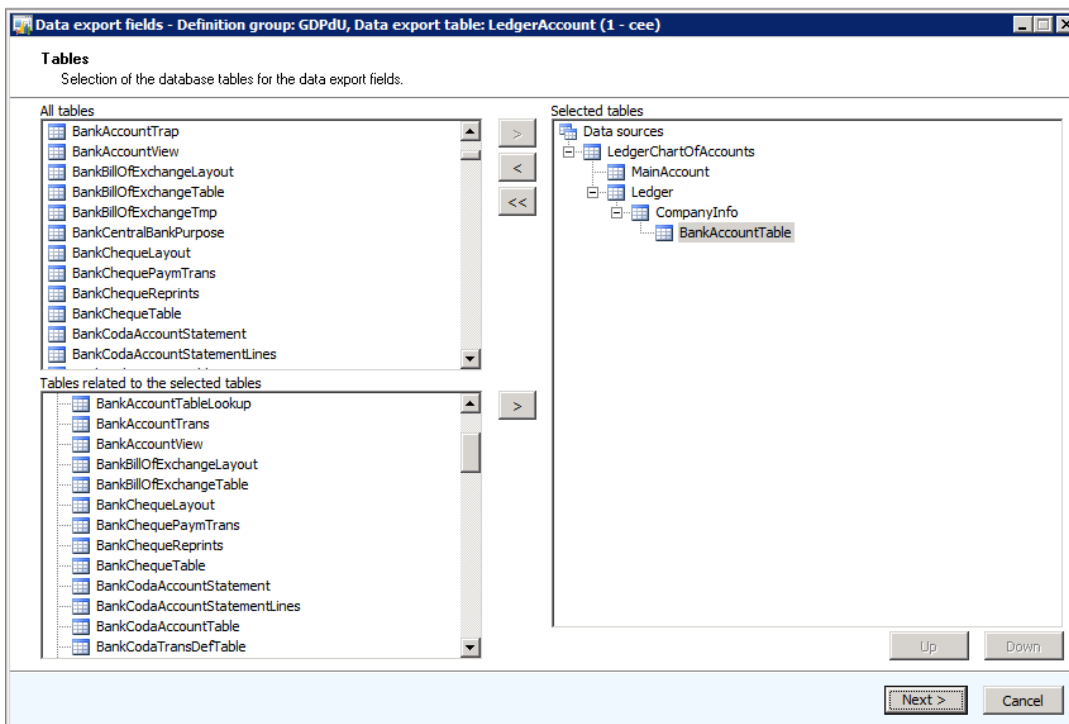 Data export fields - Definition group: GDPdU, Data export table: LedgerAccount (1 - cee)
Tables
Selection of the database tables for the data export fields.
All tables
BankAccountTrap
BankAccountView
BankBillOfExchangeLayout
BankBillOfExchangeTable
BankBillOfExchangeTmp
BankCentralBankPurpose
BankChequeLayout
BankChequePaymTrans
BankChequeReprints
BankChequeTable
BankCodaAccountStatement
BankCodaAccountStatementLines
>
<
<<
Tables related to the selected tables
BankAccountTableLookup
BankAccountTrans
BankAccountView
BankBillOfExchangeLayout
BankBillOfExchangeTable
BankChequeLayout
BankChequePaymTrans
BankChequeReprints
BankChequeTable
BankCodaAccountStatement
BankCodaAccountStatementLines
BankCodaAccountTable
BankCodaTransDefTable
>
Selected tables
Data sources
LedgerChartOfAccounts
MainAccount
Ledger
CompanyInfo
BankAccountTable
Up
Down
Next >
Cancel